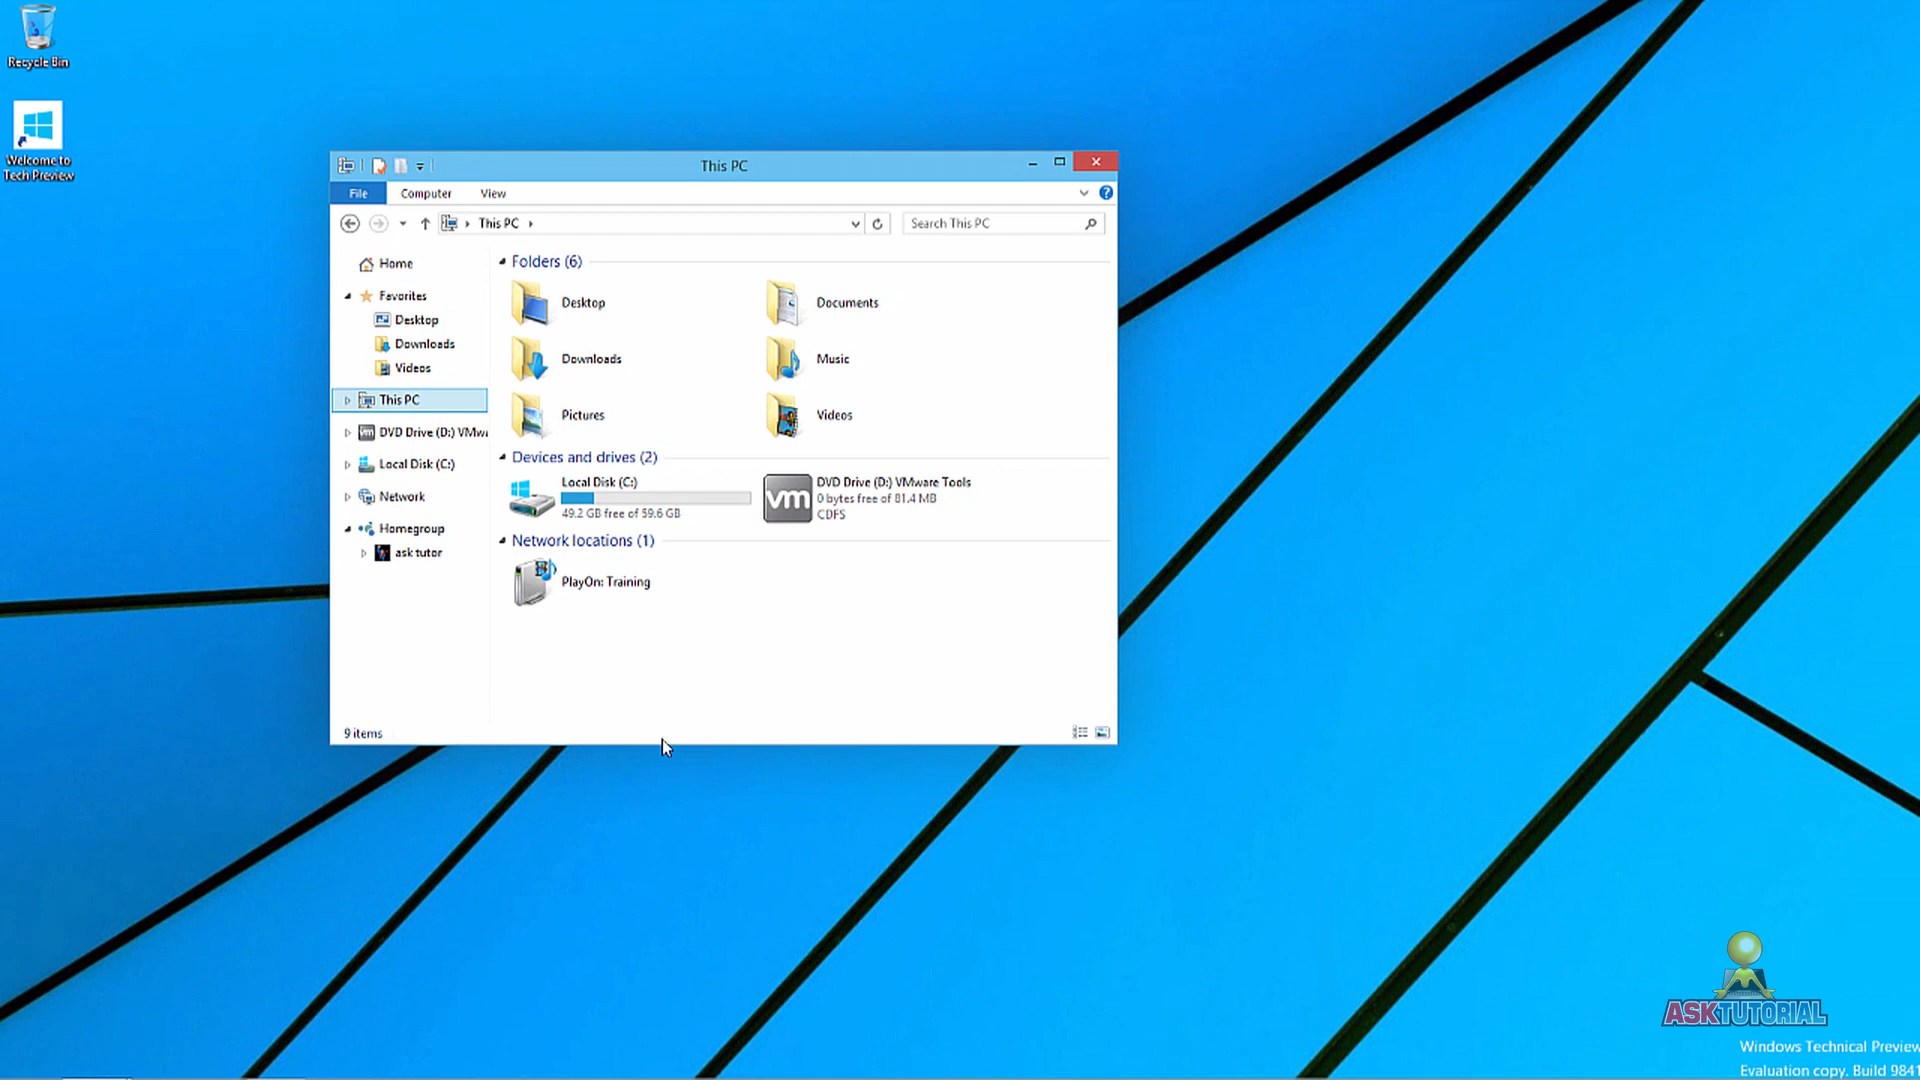 Recycle Bin
Welcome to
Tech Preview
This PC
File
Computer
View
This PC
Search This PC
Home
Favorites
Desktop
Downloads
Videos
This PC
DVD Drive (D:) VMw
Local Disk (C:)
Network
Homegroup
ask tutor
Folders (6)
Desktop
Documents
Downloads
Music
Pictures
Videos
Devices and drives (2)
Local Disk (C:)
49.2 GB free of 59.6 GB
vm
DVD Drive (D:) VMware Tools
0 bytes free of 81.4 MB
CDFS
Network locations (1)
PlayOn: Training
9 items
ASKTUTORIAL
Windows Technical Preview
Evaluation copy. Build 9841